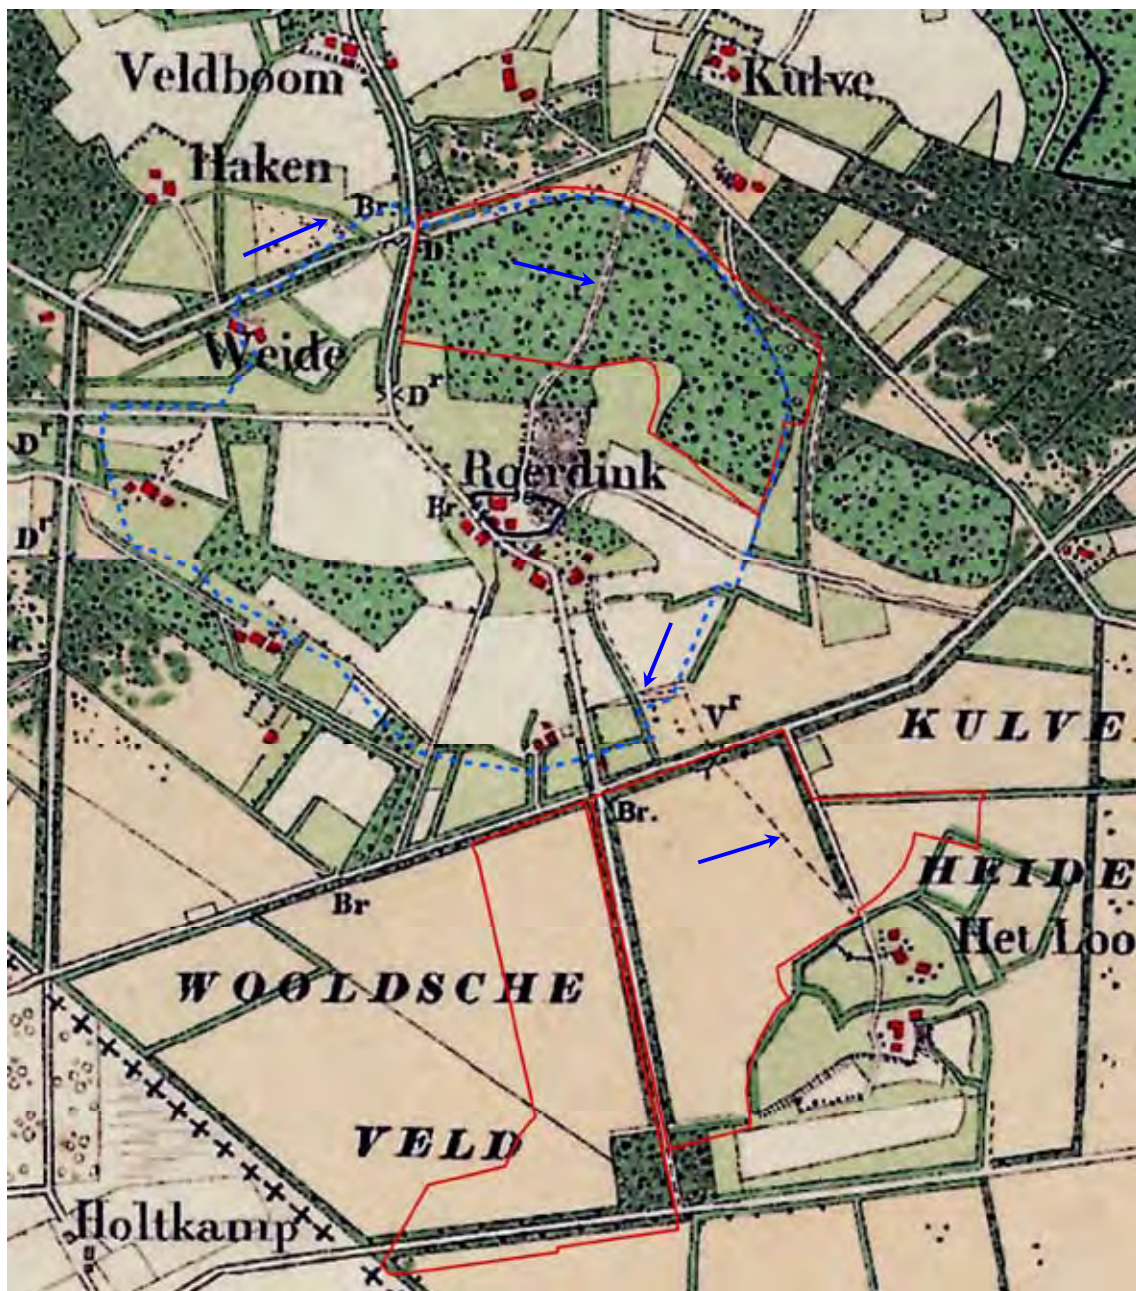 Veldboom
Kulve
Haken
Br
D
Weide
Dr
Dr
Roerdink
Br.
Dr
Vr
KULVE
Br.
HEIDE
Br
Het Loo
WOOLDSCHE
VELD
Holtkamp